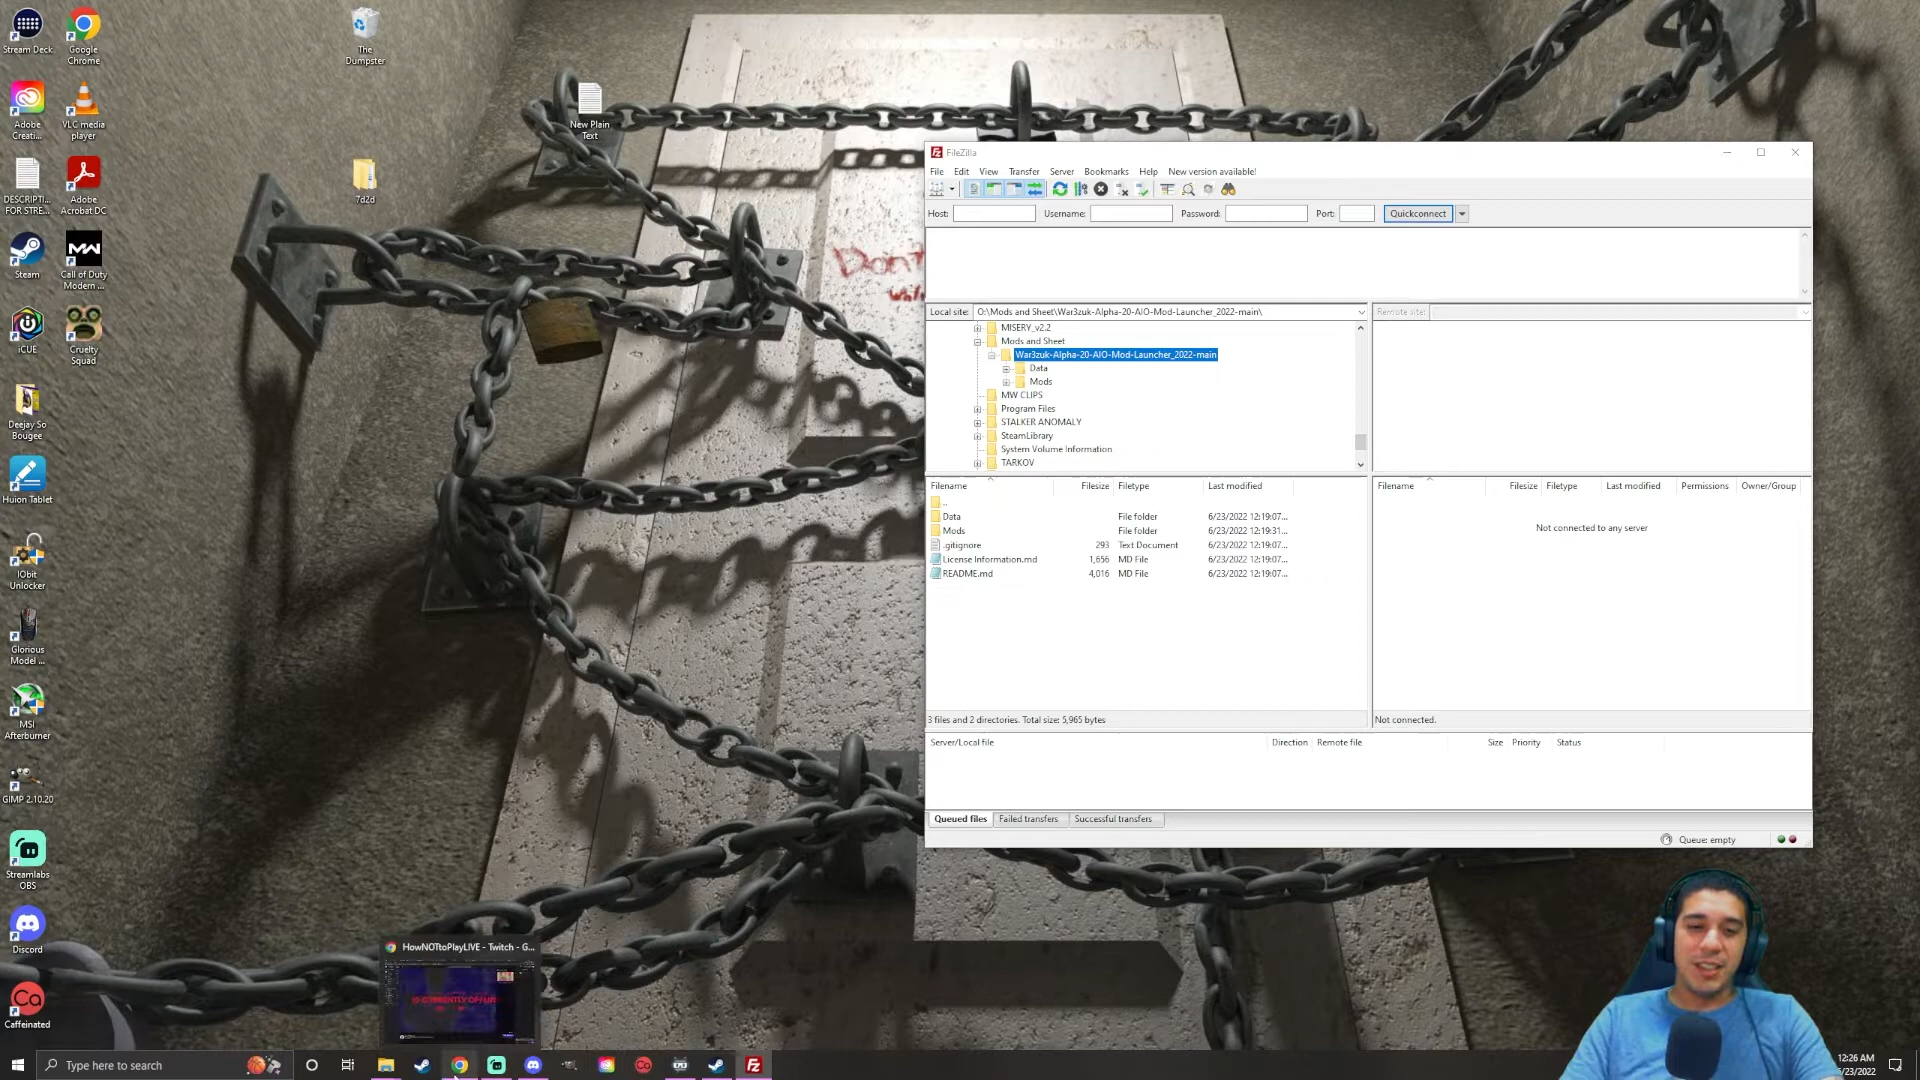 Stream Deck
Google
Chrome
The
Dumpster
Adobe
Creati...
VLC media
player
New Plain
Text
DESCRIPTI...
FOR STRE...
Adobe
Acrobat DC
7d2d
Steam
Call of Duty
Modern ...
iCUE
Cruelty
Squad
Deejay So
Bougee
Huion Tablet
IObit
Unlocker
Glorious
Model ...
MSI
Afterburner
GIMP 2.10.20
Streamlabs
OBS
Discord
Caffeinated
Don't
FileZilla
File Edit View Transfer Server Bookmarks Help New version available!
Host: Username: Password: Port: Quickconnect
Local site: O:\Mods and Sheet\War3zuk-Alpha-20-AIO-Mod-Launcher_2022-main\
Remote site:
MISERY_v2.2
Mods and Sheet
War3zuk-Alpha-20-AIO-Mod-Launcher_2022-main
Data
Mods
MW CLIPS
Program Files
STALKER ANOMALY
SteamLibrary
System Volume Information
TARKOV
Filename Filesize Filetype Last modified
..
Data File folder 6/23/2022 12:19:07...
Mods File folder 6/23/2022 12:19:31...
.gitignore 293 Text Document 6/23/2022 12:19:07...
License Information.md 1,656 MD File 6/23/2022 12:19:07...
README.md 4,016 MD File 6/23/2022 12:19:07...
3 files and 2 directories. Total size: 5,965 bytes
Filename Filesize Filetype Last modified Permissions Owner/Group
Not connected to any server
Not connected.
Server/Local file Direction Remote file Size Priority Status
Queued files Failed transfers Successful transfers
Queue: empty
HowNOTtoPlayLIVE - Twitch - G...
IS CURRENTLY OFFLINE
Type here to search
12:26 AM
/23/2022